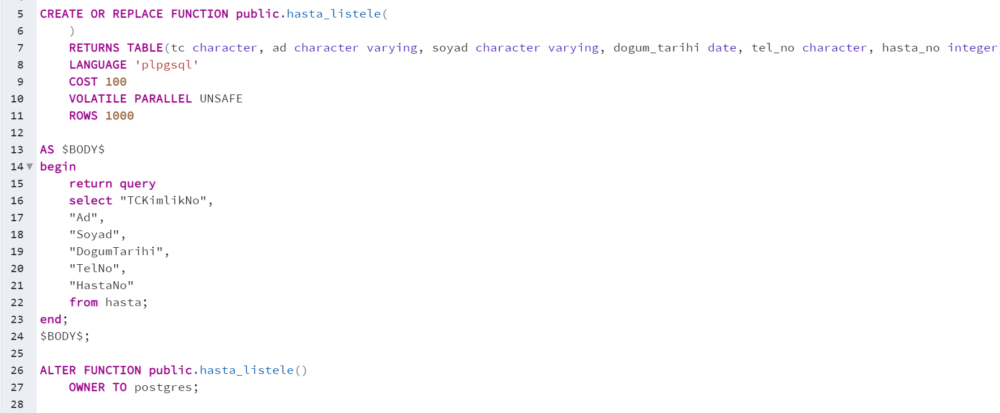 5 CREATE OR REPLACE FUNCTION public.hasta_listele(
6 )
7 RETURNS TABLE(tc character, ad character varying, soyad character varying, dogum_tarihi date, tel_no character, hasta_no integer)
8 LANGUAGE 'plpgsql'
9 COST 100
10 VOLATILE PARALLEL UNSAFE
11 ROWS 1000
12
13 AS $BODY$
14 begin
15 return query
16 select "TCKimlikNo",
17 "Ad",
18 "Soyad",
19 "DogumTarihi",
20 "TelNo",
21 "HastaNo"
22 from hasta;
23 end;
24 $BODY$;
25
26 ALTER FUNCTION public.hasta_listele()
27 OWNER TO postgres;
28